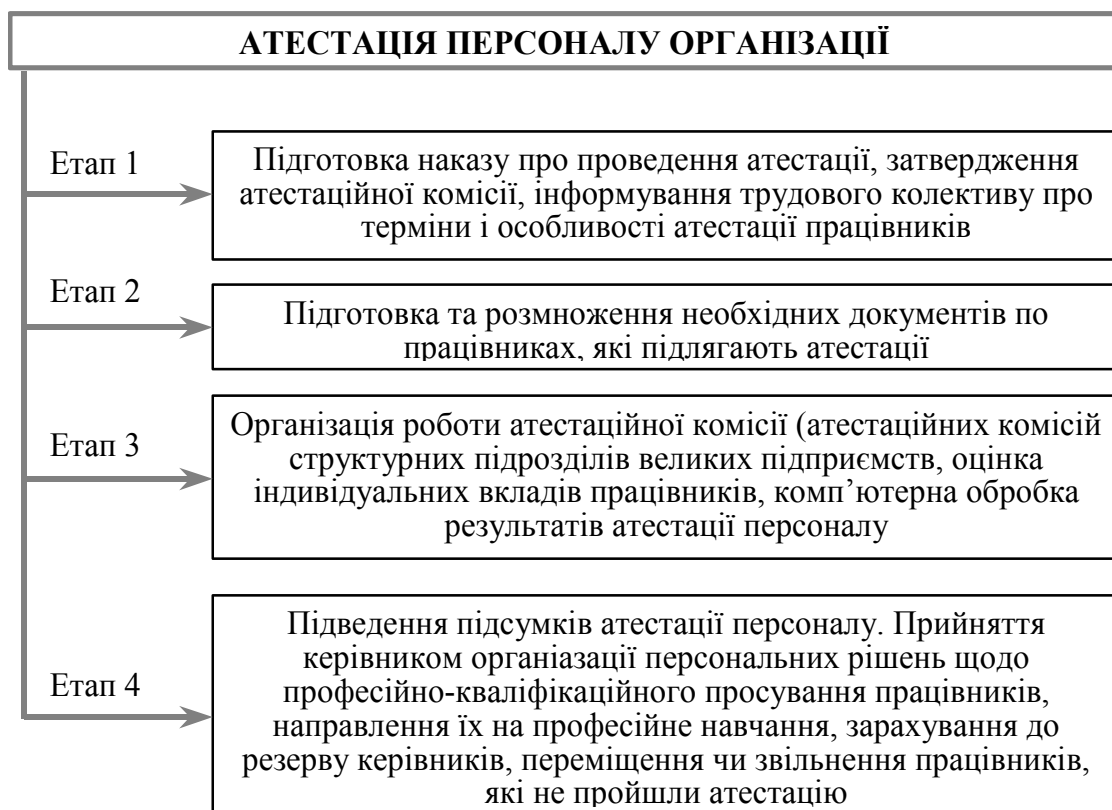 АТЕСТАЦІЯ ПЕРСОНАЛУ ОРГАНІЗАЦІЇ
Етап 1
Підготовка наказу про проведення атестації, затвердження
атестаційної комісії, інформування трудового колективу про
терміни і особливості атестації працівників
Етап 2
Підготовка та розмноження необхідних документів по
працівниках, які підлягають атестації
Етап 3
Організація роботи атестаційної комісії (атестаційних комісій
структурних підрозділів великих підприємств, оцінка
індивідуальних вкладів працівників, комп’ютерна обробка
результатів атестації персоналу
Етап 4
Підведення підсумків атестації персоналу. Прийняття
керівником органіазації персональних рішень щодо
професійно-кваліфікаційного просування працівників,
направлення їх на професійне навчання, зарахування до
резерву керівників, переміщення чи звільнення працівників,
які не пройшли атестацію